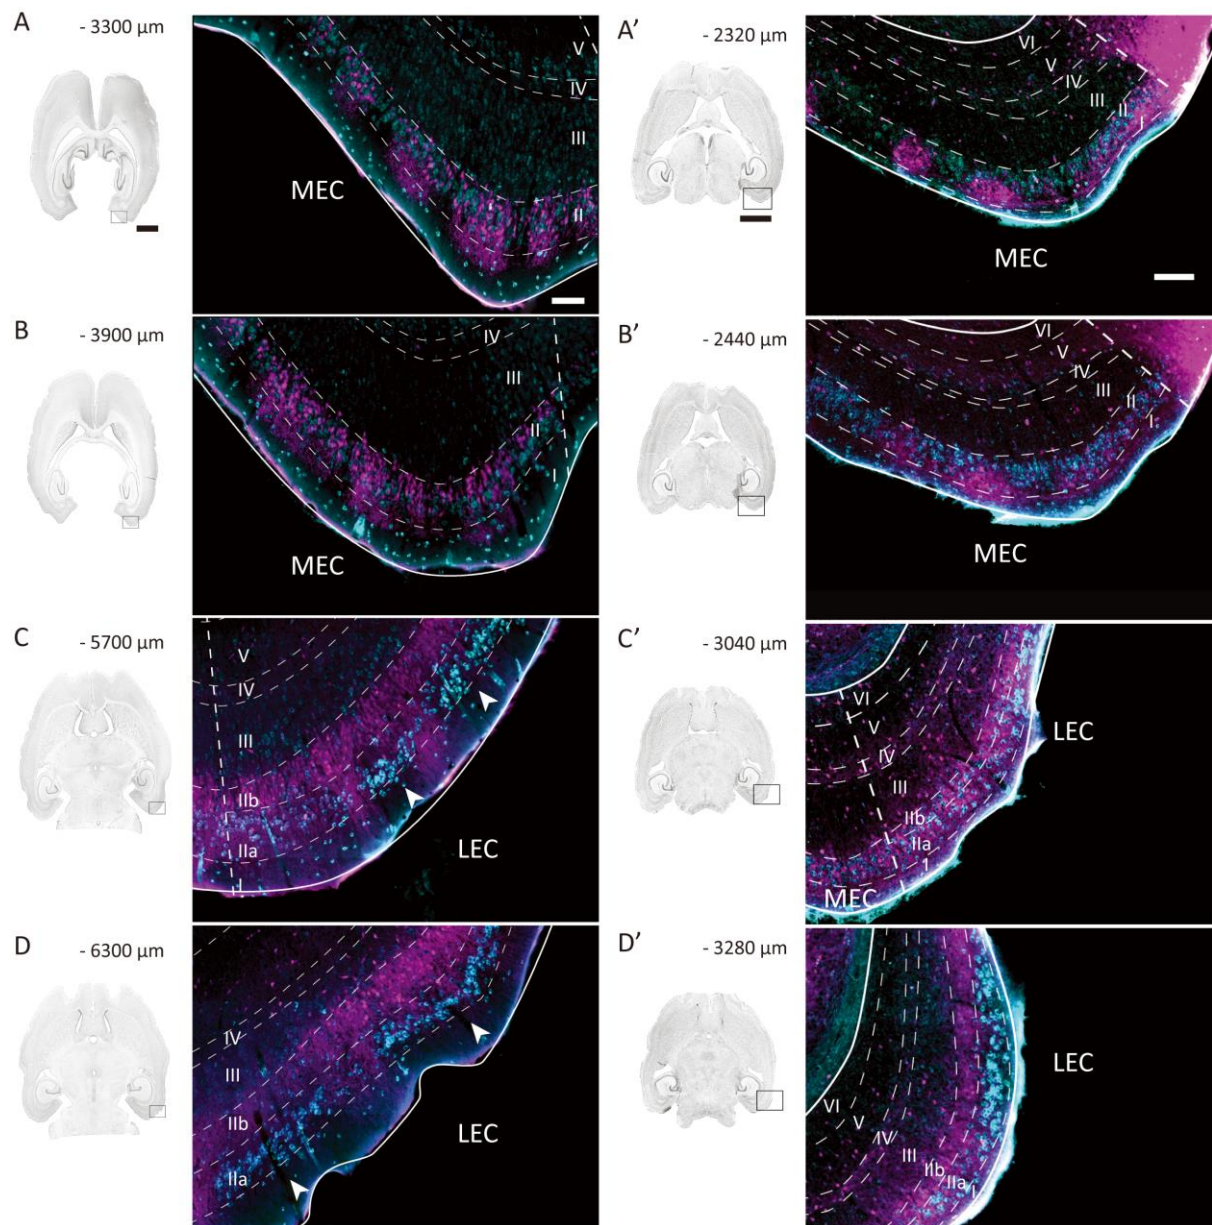 A
- 3300 µm
V
IV
III
II
MEC
A’
- 2320 µm
VI
V
IV
III
II
I
MEC
B
- 3900 µm
IV
III
II
I
MEC
B’
- 2440 µm
VI
V
IV
III
II
I
MEC
C
- 5700 µm
V
IV
III
IIb
IIa
I
LEC
C’
- 3040 µm
VI
V
IV
III
IIb
IIa
1
MEC
LEC
D
- 6300 µm
IV
III
IIb
IIa
LEC
D’
- 3280 µm
VI
V
IV
III
IIb
IIa
I
LEC